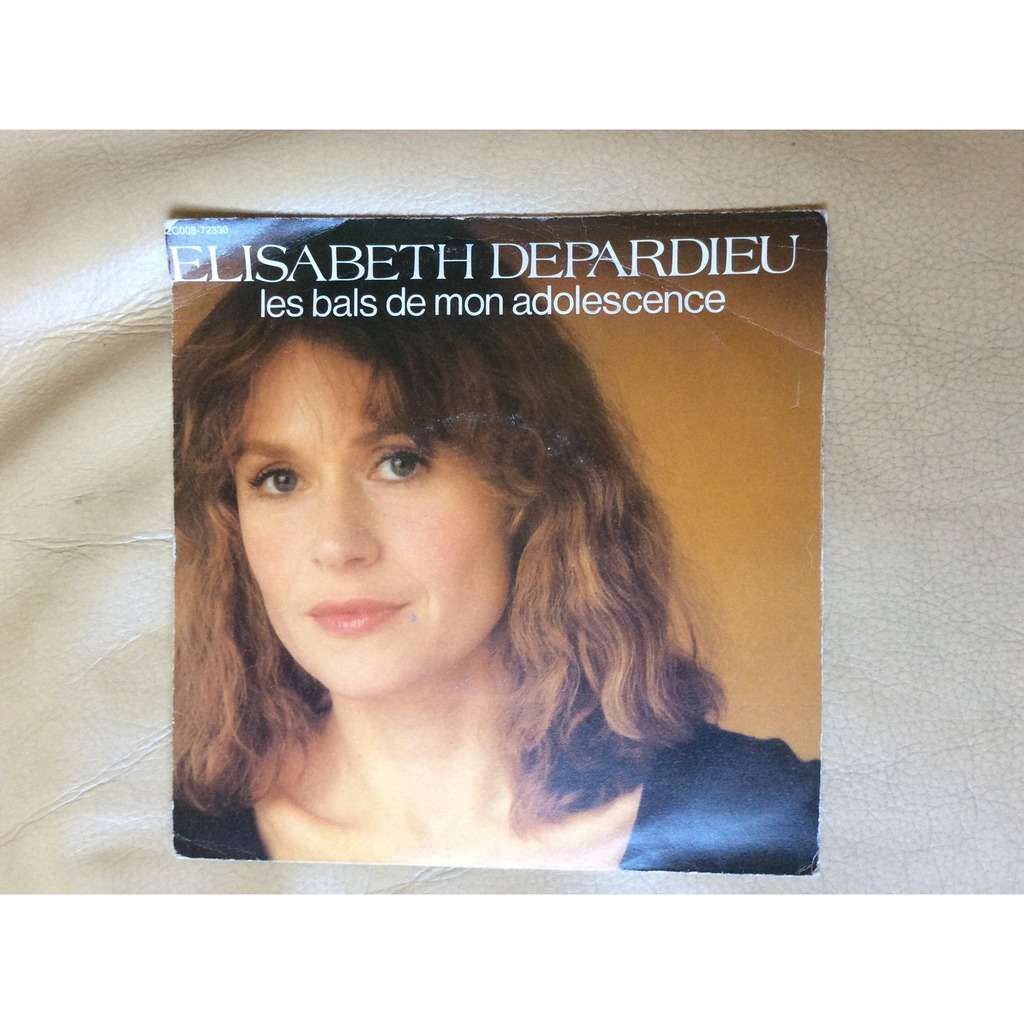 2C008-72330
ELISABETH DEPARDIEU
les bals de mon adolescence